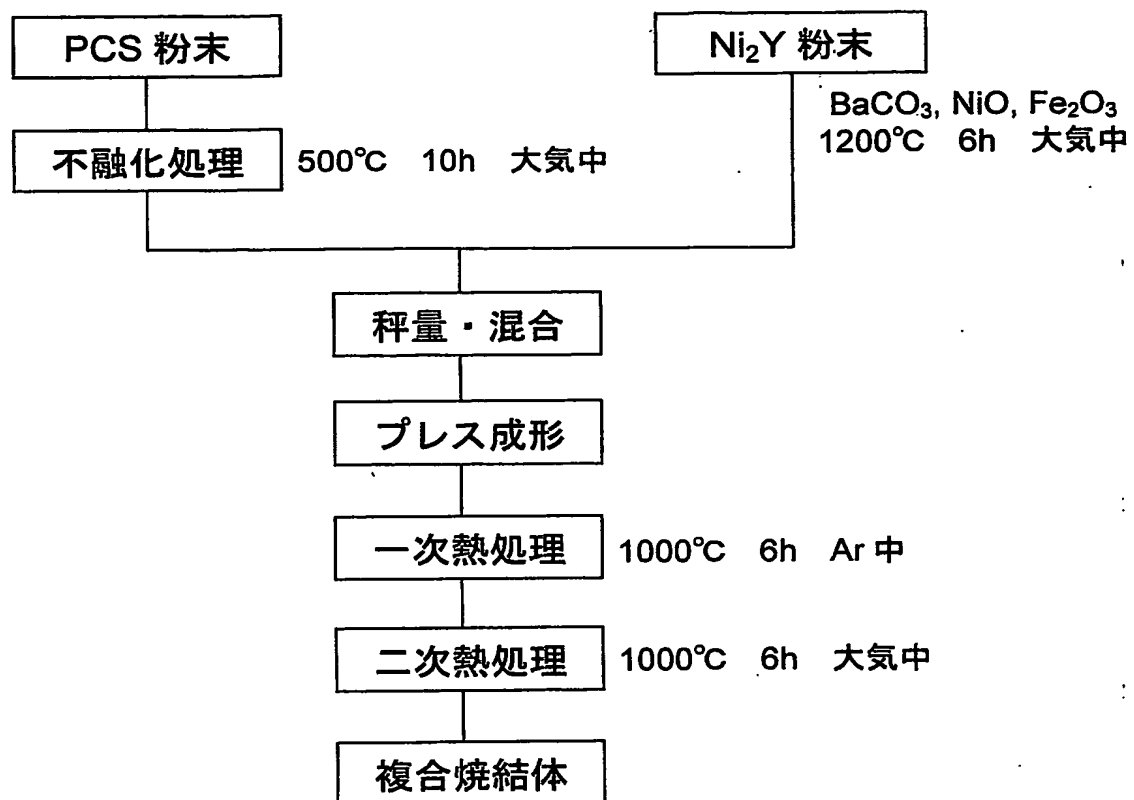 PCS 粉末
Ni₂Y 粉末
BaCO₃, NiO, Fe₂O₃
1200℃ 6h 大気中
不融化処理
500℃ 10h 大気中
秤量・混合
プレス成形
一次熱処理
1000℃ 6h Ar 中
二次熱処理
1000℃ 6h 大気中
複合焼結体